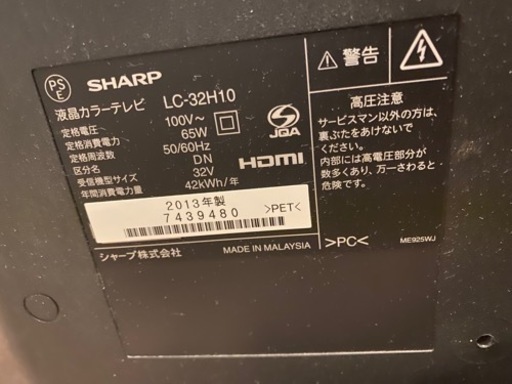 PS
E
SHARP
液晶カラーテレビ LC-32H10
定格電圧 100V～
定格消費電力 65W
定格周波数 50/60Hz
区分名 DN
受信機型サイズ 32V
年間消費電力量 42kWh/年
JQA
HDMI
2013年製
7439480
>PET<
シャープ株式会社 MADE IN MALAYSIA
警告
高圧注意
サービスマン以外の方は、
裏ぶたをあけないで
ください。
内部には高電圧部分が
数多くあり、万一さわると
危険です。
>PC<
ME925WJ